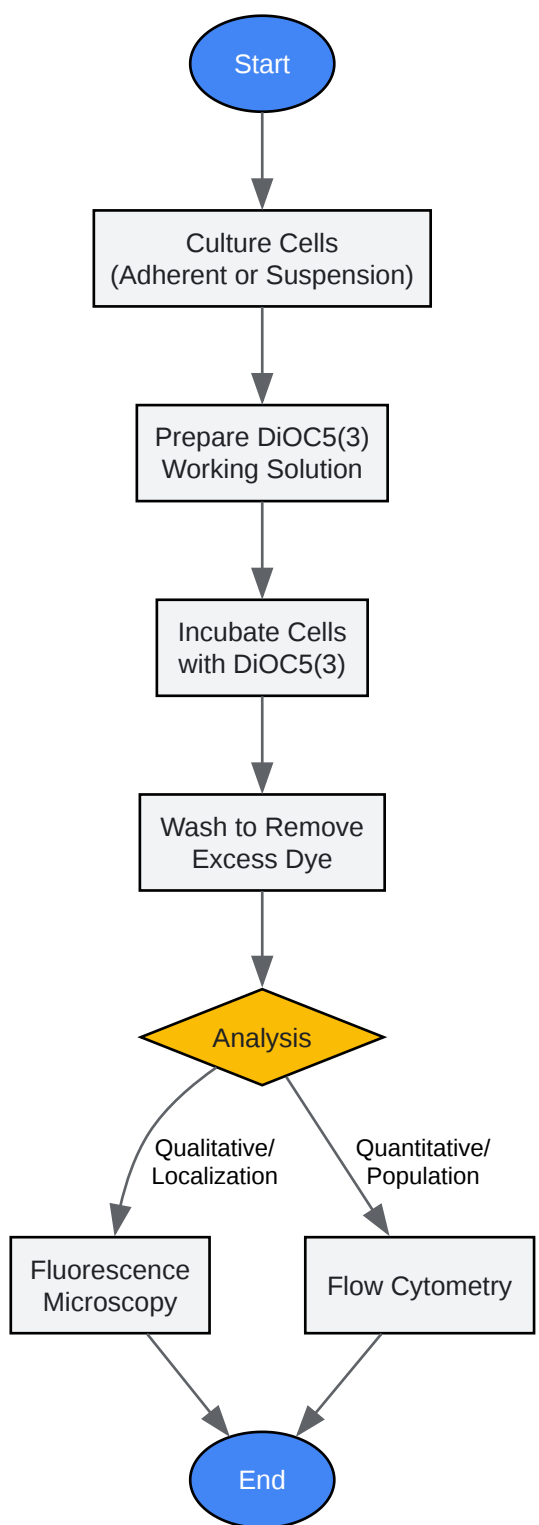 Start
Culture Cells
(Adherent or Suspension)
Prepare DiOC5(3)
Working Solution
Incubate Cells
with DiOC5(3)
Wash to Remove
Excess Dye
Analysis
Qualitative/
Localization
Quantitative/
Population
Fluorescence
Microscopy
Flow Cytometry
End